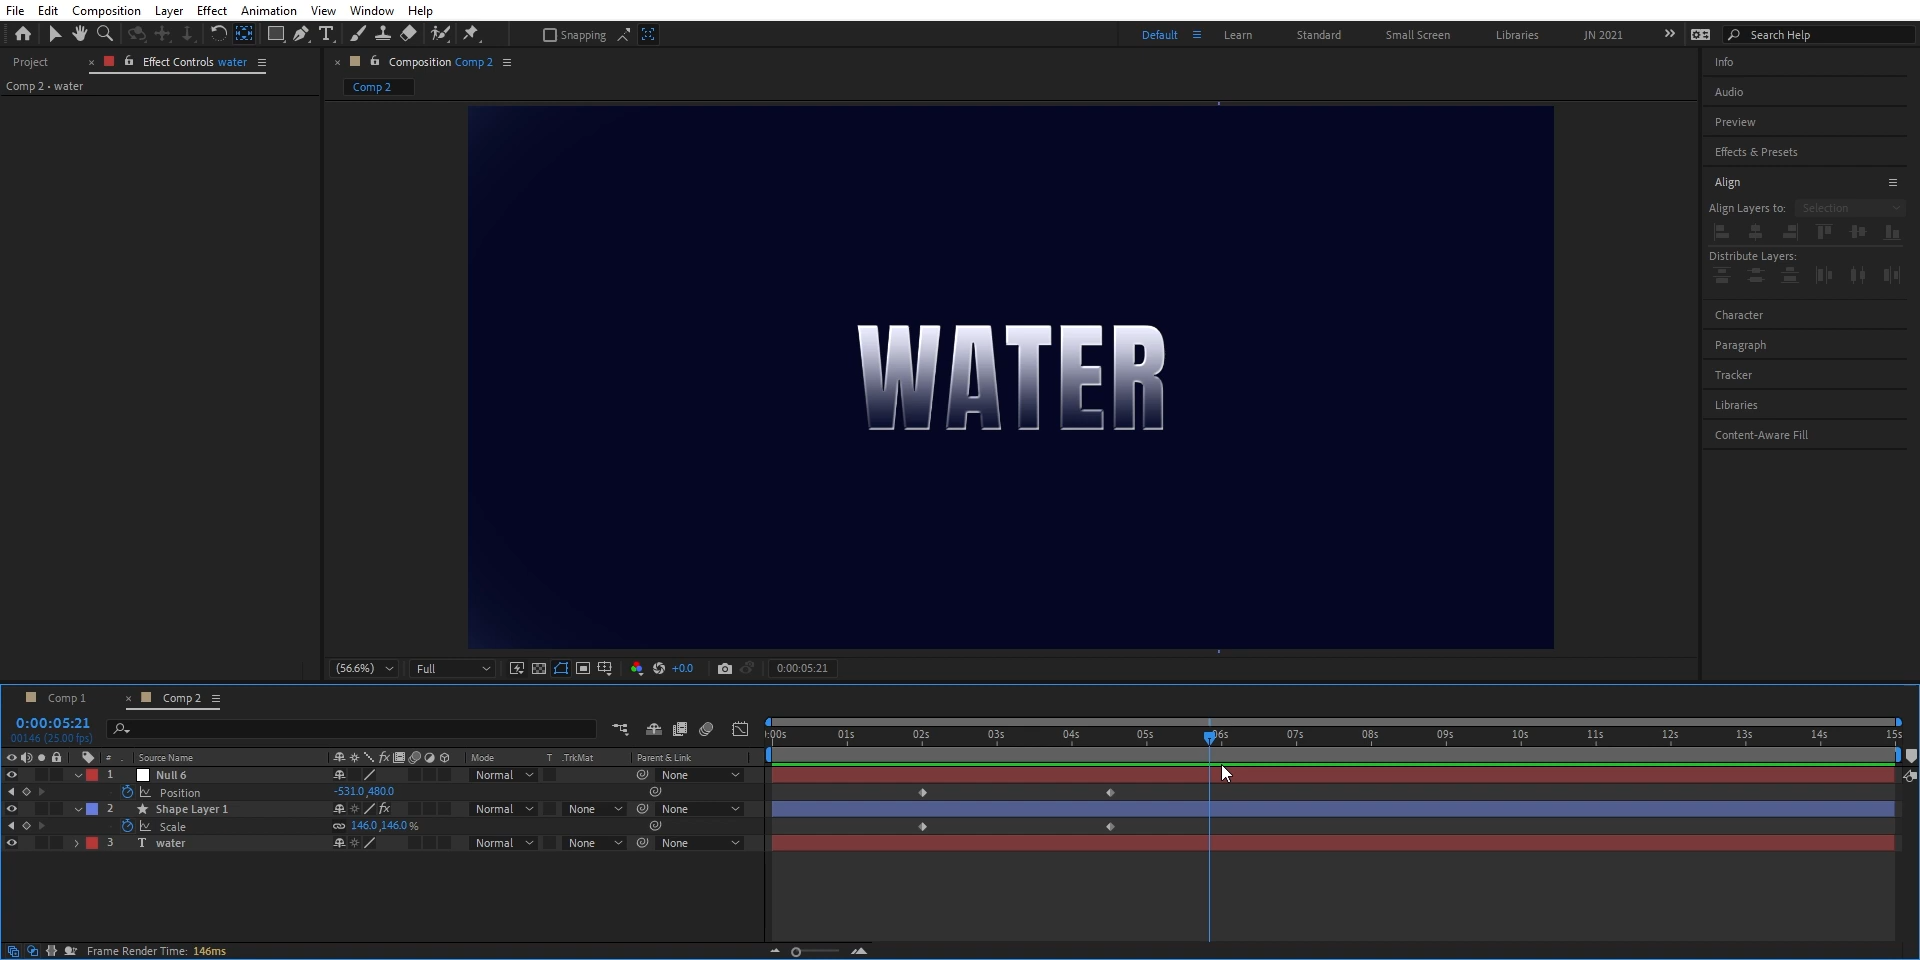 File Edit Composition Layer Effect Animation View Window Help
Snapping Default Learn Standard Small Screen Libraries JN 2021 Search Help
Project Effect Controls water Composition Comp 2 Info
Comp 2 • water Comp 2
Audio
Preview
Effects & Presets
Align
Align Layers to: Selection
Distribute Layers:
Character
Paragraph
Tracker
Libraries
Content-Aware Fill
WATER
(56.6%) Full +0.0 0:00:05:21
Comp 1 Comp 2
0:00:05:21
00146 (25.00 fps)
:00s 01s 02s 03s 04s 05s 06s 07s 08s 09s 10s 11s 12s 13s 14s 15s
# Source Name fx Mode T .TrkMat Parent & Link
1 Null 6 Normal None
Position -531.0,480.0
2 Shape Layer 1 fx Normal None None
Scale 146.0,146.0%
3 T water Normal None None
Frame Render Time: 146ms